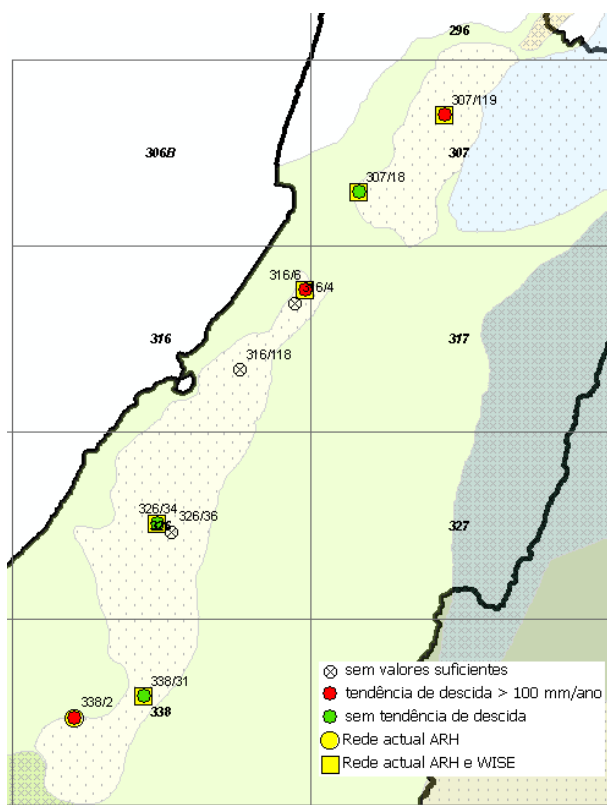 296
307/119
306B
307
307/18
316/6
316/4
316
317
316/118
326/34
326/36
326
327
338/31
338/2
338
sem valores suficientes
tendência de descida > 100 mm/ano
sem tendência de descida
Rede actual ARH
Rede actual ARH e WISE